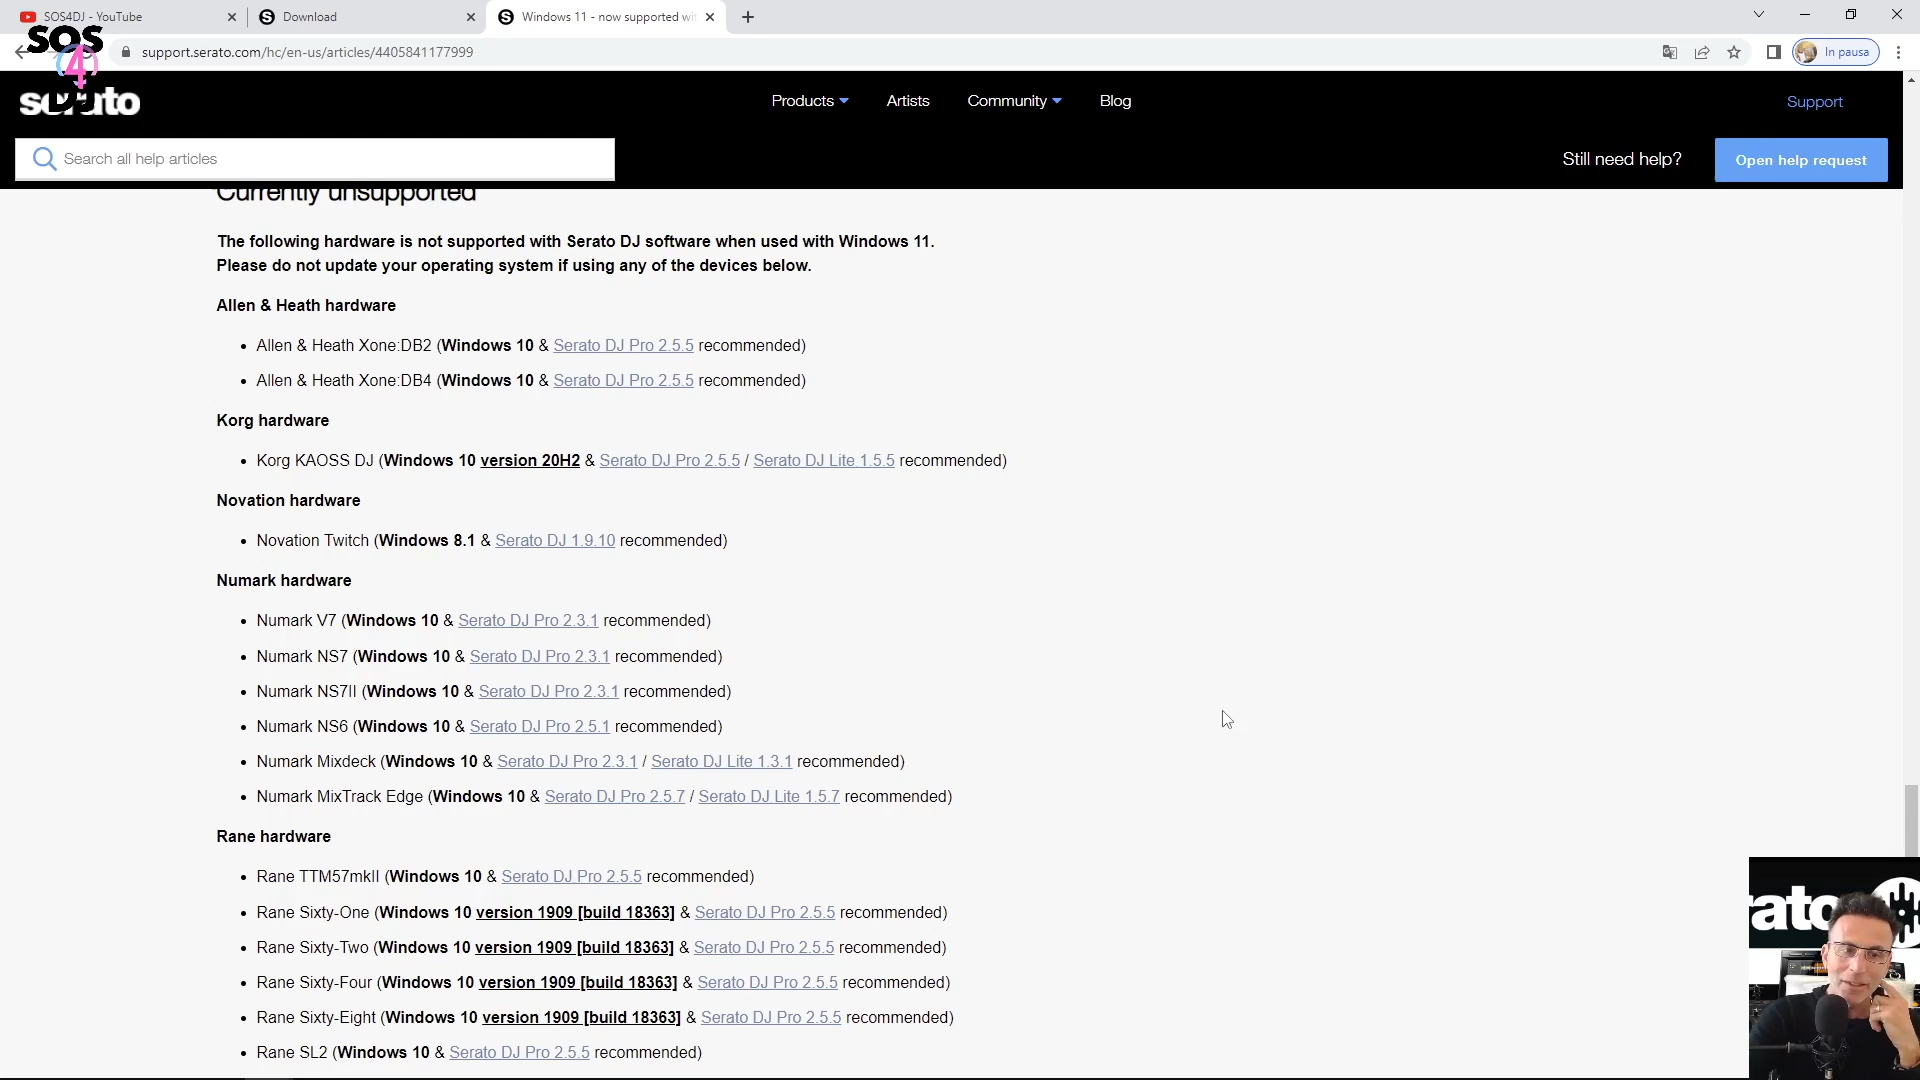 SOS4DJ - YouTube
Download
Windows 11 - now supported wi
support.serato.com/hc/en-us/articles/4405841177999
In pausa
SOS
4
DJ
serato
Products
Artists
Community
Blog
Support
Search all help articles
Still need help?
Open help request
Currently unsupported
The following hardware is not supported with Serato DJ software when used with Windows 11.
Please do not update your operating system if using any of the devices below.
Allen & Heath hardware
• Allen & Heath Xone:DB2 (Windows 10 & Serato DJ Pro 2.5.5 recommended)
• Allen & Heath Xone:DB4 (Windows 10 & Serato DJ Pro 2.5.5 recommended)
Korg hardware
• Korg KAOSS DJ (Windows 10 version 20H2 & Serato DJ Pro 2.5.5 / Serato DJ Lite 1.5.5 recommended)
Novation hardware
• Novation Twitch (Windows 8.1 & Serato DJ 1.9.10 recommended)
Numark hardware
• Numark V7 (Windows 10 & Serato DJ Pro 2.3.1 recommended)
• Numark NS7 (Windows 10 & Serato DJ Pro 2.3.1 recommended)
• Numark NS7II (Windows 10 & Serato DJ Pro 2.3.1 recommended)
• Numark NS6 (Windows 10 & Serato DJ Pro 2.5.1 recommended)
• Numark Mixdeck (Windows 10 & Serato DJ Pro 2.3.1 / Serato DJ Lite 1.3.1 recommended)
• Numark MixTrack Edge (Windows 10 & Serato DJ Pro 2.5.7 / Serato DJ Lite 1.5.7 recommended)
Rane hardware
• Rane TTM57mkII (Windows 10 & Serato DJ Pro 2.5.5 recommended)
• Rane Sixty-One (Windows 10 version 1909 [build 18363] & Serato DJ Pro 2.5.5 recommended)
• Rane Sixty-Two (Windows 10 version 1909 [build 18363] & Serato DJ Pro 2.5.5 recommended)
• Rane Sixty-Four (Windows 10 version 1909 [build 18363] & Serato DJ Pro 2.5.5 recommended)
• Rane Sixty-Eight (Windows 10 version 1909 [build 18363] & Serato DJ Pro 2.5.5 recommended)
• Rane SL2 (Windows 10 & Serato DJ Pro 2.5.5 recommended)
rato